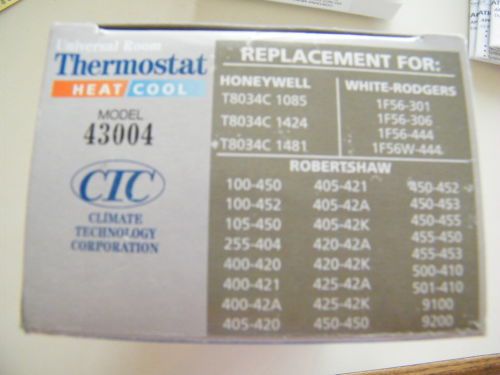 Universal Room
Thermostat
HEAT COOL
MODEL
43004
CTC
CLIMATE
TECHNOLOGY
CORPORATION
REPLACEMENT FOR:
HONEYWELL
T8034C 1085
T8034C 1424
T8034C 1481
WHITE-RODGERS
1F56-301
1F56-306
1F56-444
1F56W-444
ROBERTSHAW
100-450 405-421 450-452
100-452 405-42A 450-453
105-450 405-42K 450-455
255-404 420-42A 455-450
400-420 420-42K 455-453
400-421 425-42A 500-410
400-42A 425-42K 501-410
405-420 450-450 9100
9200